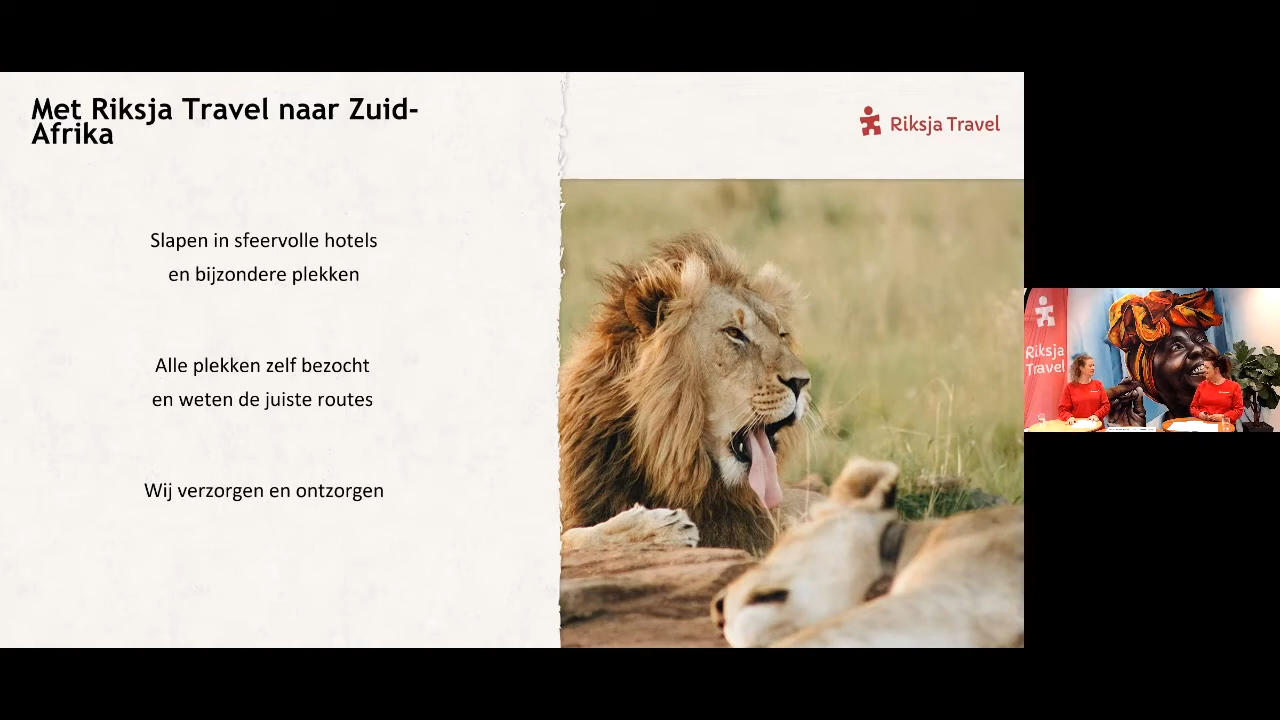 Met Riksja Travel naar Zuid-
Afrika
Riksja Travel
Slapen in sfeervolle hotels
en bijzondere plekken
Alle plekken zelf bezocht
en weten de juiste routes
Wij verzorgen en ontzorgen
Riksja
Travel